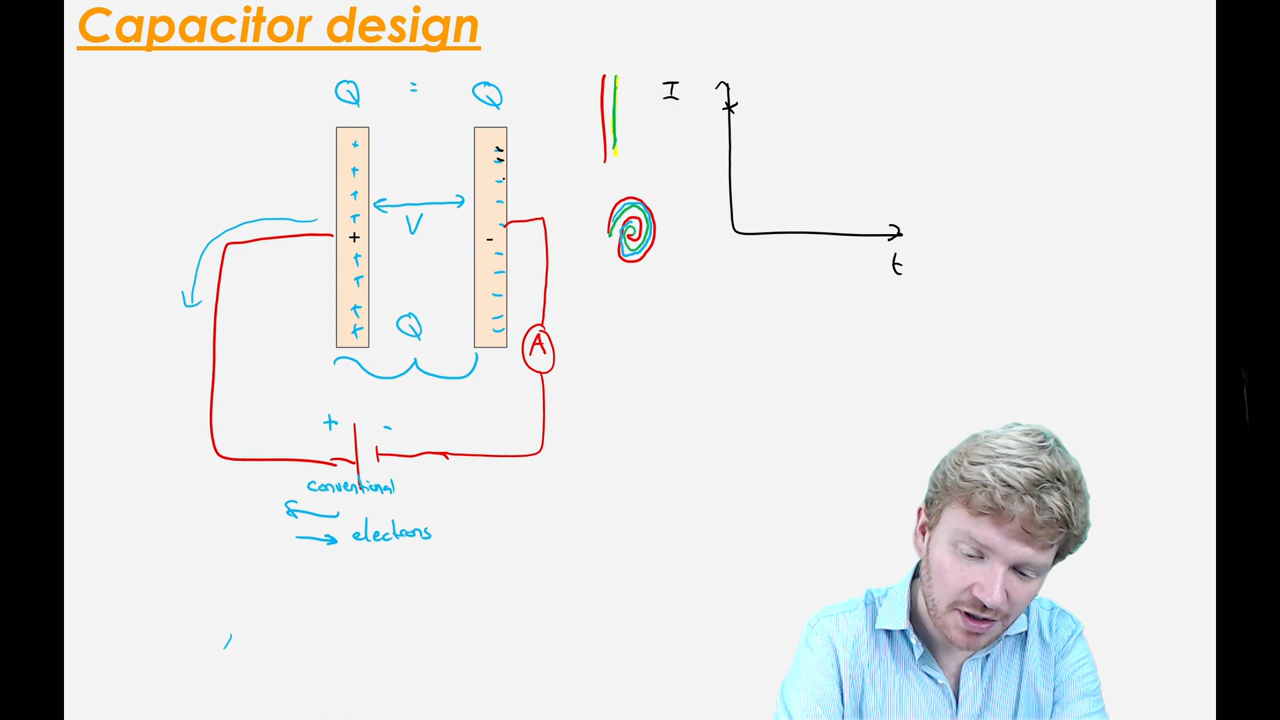 Capacitor design
Q = Q
V
Q
A
+ -
conventional
electrons
I
t